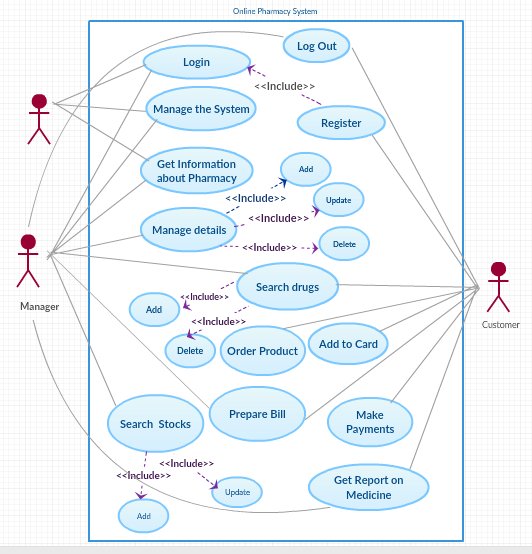 Online Pharmacy System
Log Out
Login
<<Include>>
Manage the System
Register
Get Information
about Pharmacy
Add
<<Include>>
Update
<<Include>>
Manage details
<<Include>>
Delete
Manager
Search drugs
<<Include>>
Add
<<Include>>
Customer
Delete
Order Product
Add to Card
Search Stocks
Prepare Bill
Make
Payments
<<Include>>
<<Include>>
Update
Get Report on
Medicine
Add